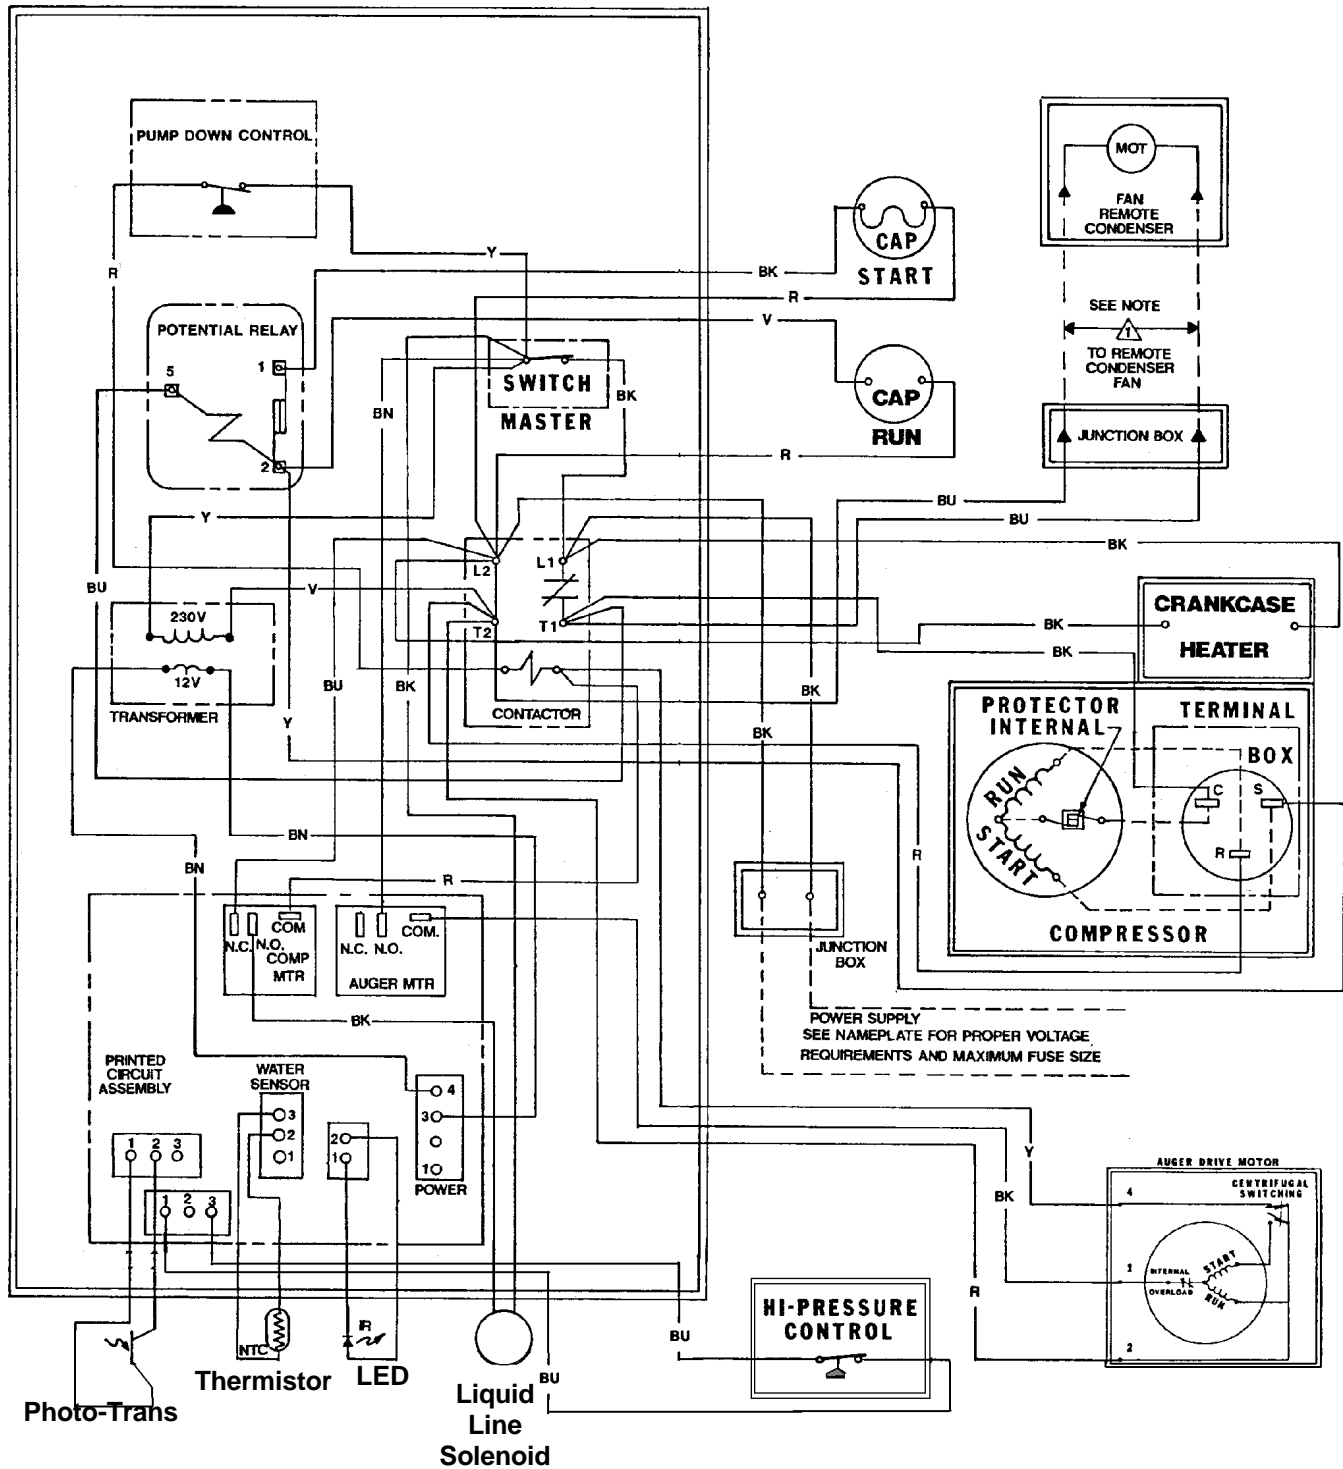 PUMP DOWN CONTROL
R
Y
BK
R
V
CAP
START
MOT
FAN
REMOTE
CONDENSER
SEE NOTE
1
TO REMOTE
CONDENSER
FAN
POTENTIAL RELAY
1
5
2
BU
BN
SWITCH
MASTER
BK
CAP
RUN
R
JUNCTION BOX
BU
BU
BK
Y
L2
L1
V
T2
T1
CONTACTOR
230V
12V
TRANSFORMER
BU
BK
Y
BK
BK
BK
BK
CRANKCASE
HEATER
PROTECTOR
INTERNAL
TERMINAL
BOX
RUN
START
C
S
R
COMPRESSOR
R
BN
BN
R
N.C.
N.O.
COM
COMP
MTR
N.C.
N.O.
COM.
AUGER MTR
BK
JUNCTION
BOX
POWER SUPPLY
SEE NAMEPLATE FOR PROPER VOLTAGE
REQUIREMENTS AND MAXIMUM FUSE SIZE
PRINTED
CIRCUIT
ASSEMBLY
WATER
SENSOR
3
2
1
2
1
4
3
1
POWER
1 2 3
1 2 3
Y
BK
R
AUGER DRIVE MOTOR
CENTRIFUGAL
SWITCHING
4
1
2
INTERNAL
OVERLOAD
START
RUN
HI-PRESSURE
CONTROL
BU
BU
IR
NTC
Thermistor
LED
Photo-Trans
Liquid
Line
Solenoid